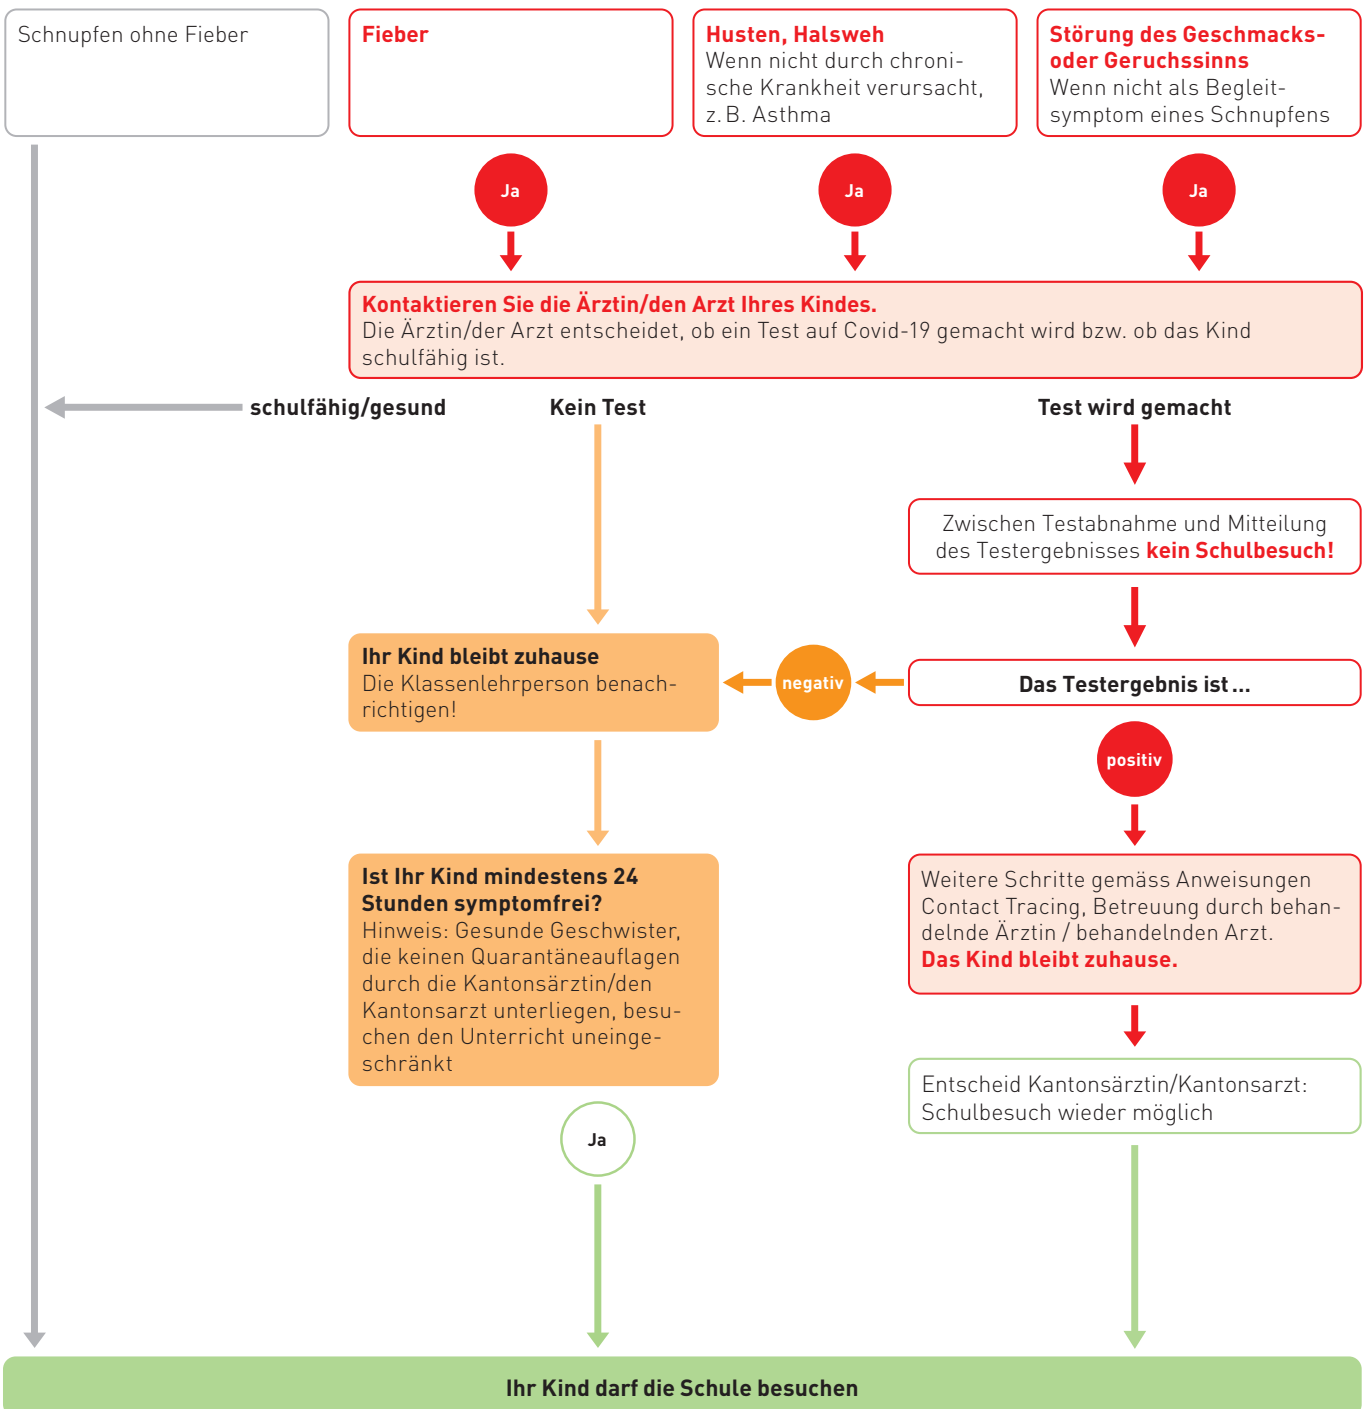 Schnupfen ohne Fieber
Fieber
Husten, Halsweh
Wenn nicht durch chroni-
sche Krankheit verursacht,
z. B. Asthma
Störung des Geschmacks-
oder Geruchssinns
Wenn nicht als Begleit-
symptom eines Schnupfens
Ja
Ja
Ja
Kontaktieren Sie die Ärztin/den Arzt Ihres Kindes.
Die Ärztin/der Arzt entscheidet, ob ein Test auf Covid-19 gemacht wird bzw. ob das Kind
schulfähig ist.
schulfähig/gesund
Kein Test
Test wird gemacht
Zwischen Testabnahme und Mitteilung
des Testergebnisses kein Schulbesuch!
Ihr Kind bleibt zuhause
Die Klassenlehrperson benach-
richtigen!
negativ
Das Testergebnis ist ...
positiv
Ist Ihr Kind mindestens 24
Stunden symptomfrei?
Hinweis: Gesunde Geschwister,
die keinen Quarantäneauflagen
durch die Kantonsärztin/den
Kantonsarzt unterliegen, besu-
chen den Unterricht uneinge-
schränkt
Weitere Schritte gemäss Anweisungen
Contact Tracing, Betreuung durch behan-
delnde Ärztin / behandelnden Arzt.
Das Kind bleibt zuhause.
Entscheid Kantonsärztin/Kantonsarzt:
Schulbesuch wieder möglich
Ja
Ihr Kind darf die Schule besuchen